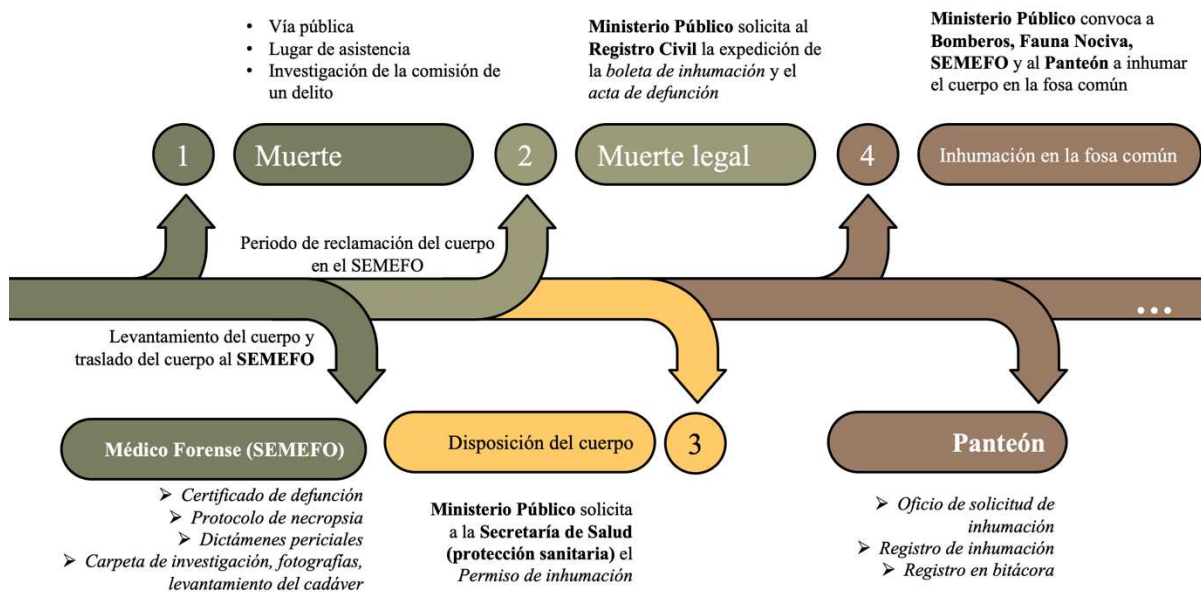 • Vía pública
• Lugar de asistencia
• Investigación de la comisión de
un delito
Ministerio Público solicita al
Registro Civil la expedición de
la boleta de inhumación y el
acta de defunción
Ministerio Público convoca a
Bomberos, Fauna Nociva,
SEMEFO y al Panteón a inhumar
el cuerpo en la fosa común
1
Muerte
2
Muerte legal
4
Inhumación en la fosa común
Periodo de reclamación del cuerpo
en el SEMEFO
...
Levantamiento del cuerpo y
traslado del cuerpo al SEMEFO
Médico Forense (SEMEFO)
Disposición del cuerpo
3
Panteón
➢ Certificado de defunción
➢ Protocolo de necropsia
➢ Dictámenes periciales
➢ Carpeta de investigación, fotografías,
levantamiento del cadáver
Ministerio Público solicita
a la Secretaría de Salud
(protección sanitaria) el
Permiso de inhumación
➢ Oficio de solicitud de
inhumación
➢ Registro de inhumación
➢ Registro en bitácora